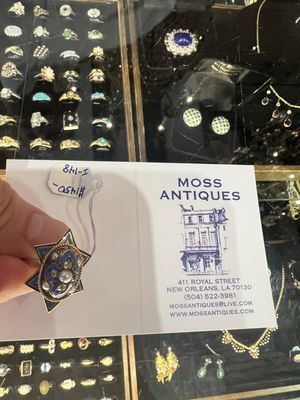 I-148
$1450-
MOSS
ANTIQUES
411 ROYAL STREET
NEW ORLEANS, LA 70130
(504) 522-3981
MOSSANTIQUES@LIVE.COM
WWW.MOSSANTIQUES.COM